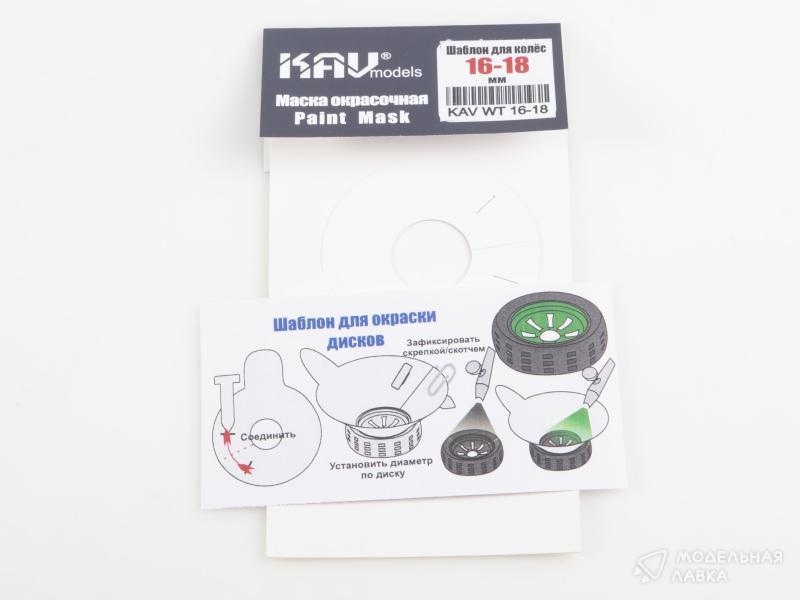 KAV® models
Маска окрасочная
Paint Mask
Шаблон для колёс
16-18
мм
KAV WT 16-18
Шаблон для окраски
дисков
Зафиксировать
скрепкой/скотчем
Соединить
Установить диаметр
по диску
МОДЕЛЬНАЯ
ЛАВКА